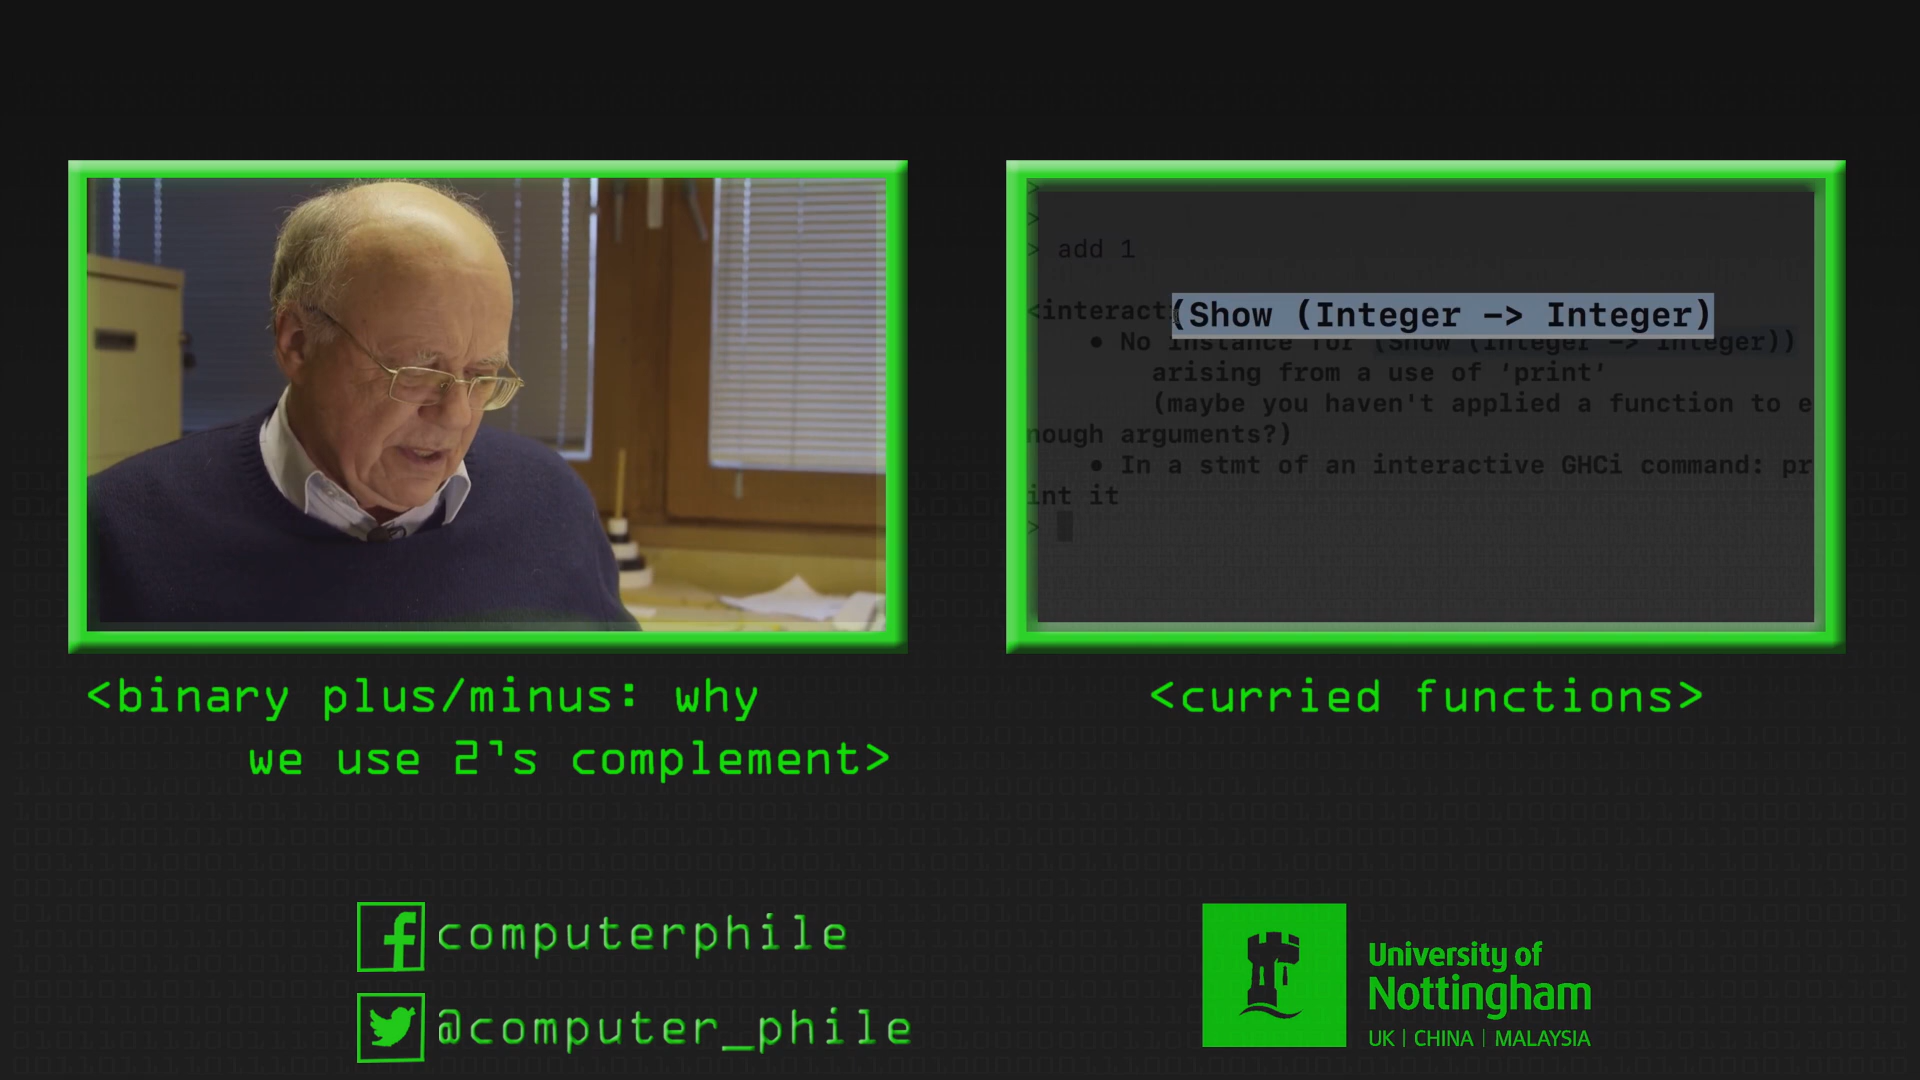 >
>
> add 1
<interact
(Show (Integer -> Integer)
• No instance for (Show (Integer -> Integer))
arising from a use of ‘print’
(maybe you haven't applied a function to e
nough arguments?)
• In a stmt of an interactive GHCi command: pr
int it
>
<binary plus/minus: why
we use 2's complement>
<curried functions>
computerphile
@computer_phile
University of
Nottingham
UK | CHINA | MALAYSIA